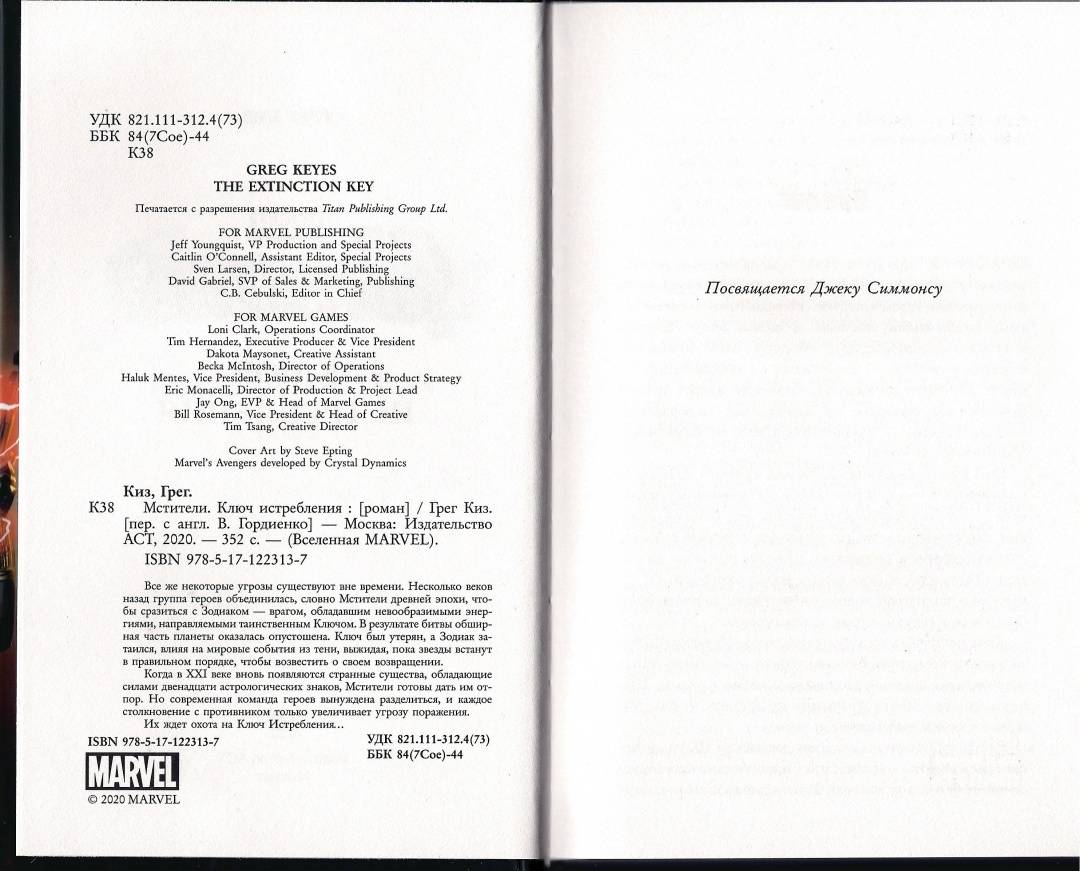 УДК 821.111-312.4(73)
ББК 84(7Сое)-44
К38
GREG KEYES
THE EXTINCTION KEY
Печатается с разрешения издательства Titan Publishing Group Ltd.
FOR MARVEL PUBLISHING
Jeff Youngquist, VP Production and Special Projects
Caitlin O'Connell, Assistant Editor, Special Projects
Sven Larsen, Director, Licensed Publishing
David Gabriel, SVP of Sales & Marketing, Publishing
C.B. Cebulski, Editor in Chief
FOR MARVEL GAMES
Loni Clark, Operations Coordinator
Tim Hernandez, Executive Producer & Vice President
Dakota Maysonet, Creative Assistant
Becka McIntosh, Director of Operations
Haluk Mentes, Vice President, Business Development & Product Strategy
Eric Monacelli, Director of Production & Project Lead
Jay Ong, EVP & Head of Marvel Games
Bill Rosemann, Vice President & Head of Creative
Tim Tsang, Creative Director
Cover Art by Steve Epting
Marvel's Avengers developed by Crystal Dynamics
Киз, Грег.
К38 Мстители. Ключ истребления : [роман] / Грег Киз.
[пер. с англ. В. Гордиенко] — Москва: Издательство
АСТ, 2020. — 352 с. — (Вселенная MARVEL).
ISBN 978-5-17-122313-7
Все же некоторые угрозы существуют вне времени. Несколько веков
назад группа героев объединилась, словно Мстители древней эпохи, что-
бы сразиться с Зодиаком — врагом, обладавшим невообразимыми энер-
гиями, направляемыми таинственным Ключом. В результате битвы обшир-
ная часть планеты оказалась опустошена. Ключ был утерян, а Зодиак за-
таился, влияя на мировые события из тени, выжидая, пока звезды встанут
в правильном порядке, чтобы возвестить о своем возвращении.
Когда в XXI веке вновь появляются странные существа, обладающие
силами двенадцати астрологических знаков, Мстители готовы дать им от-
пор. Но современная команда героев вынуждена разделиться, и каждое
столкновение с противником только увеличивает угрозу поражения.
Их ждет охота на Ключ Истребления...
УДК 821.111-312.4(73)
ББК 84(7Сое)-44
ISBN 978-5-17-122313-7
MARVEL
© 2020 MARVEL
Посвящается Джеку Симмонсу